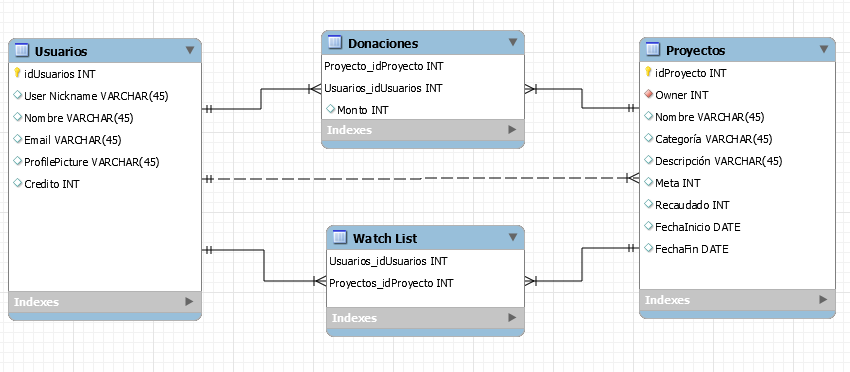 Usuarios
idUsuarios INT
User Nickname VARCHAR(45)
Nombre VARCHAR(45)
Email VARCHAR(45)
ProfilePicture VARCHAR(45)
Credito INT
Indexes
Donaciones
Proyecto_idProyecto INT
Usuarios_idUsuarios INT
Monto INT
Indexes
Watch List
Usuarios_idUsuarios INT
Proyectos_idProyecto INT
Indexes
Proyectos
idProyecto INT
Owner INT
Nombre VARCHAR(45)
Categoría VARCHAR(45)
Descripción VARCHAR(45)
Meta INT
Recaudado INT
FechaInicio DATE
FechaFin DATE
Indexes